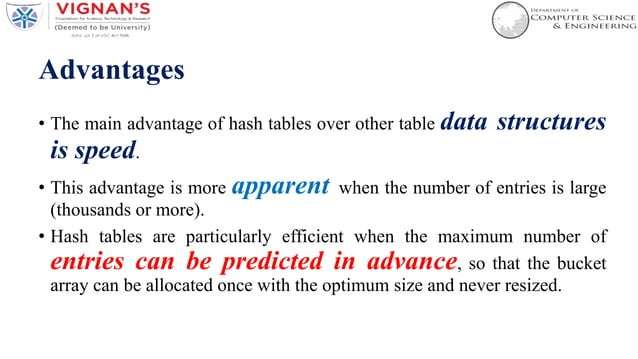 VIGNAN'S
Foundation for Science, Technology & Research
(Deemed to be University)
DEPARTMENT OF
COMPUTER SCIENCE
& ENGINEERING
Advantages
• The main advantage of hash tables over other table data structures
is speed.
• This advantage is more apparent when the number of entries is large
(thousands or more).
• Hash tables are particularly efficient when the maximum number of
entries can be predicted in advance, so that the bucket
array can be allocated once with the optimum size and never resized.